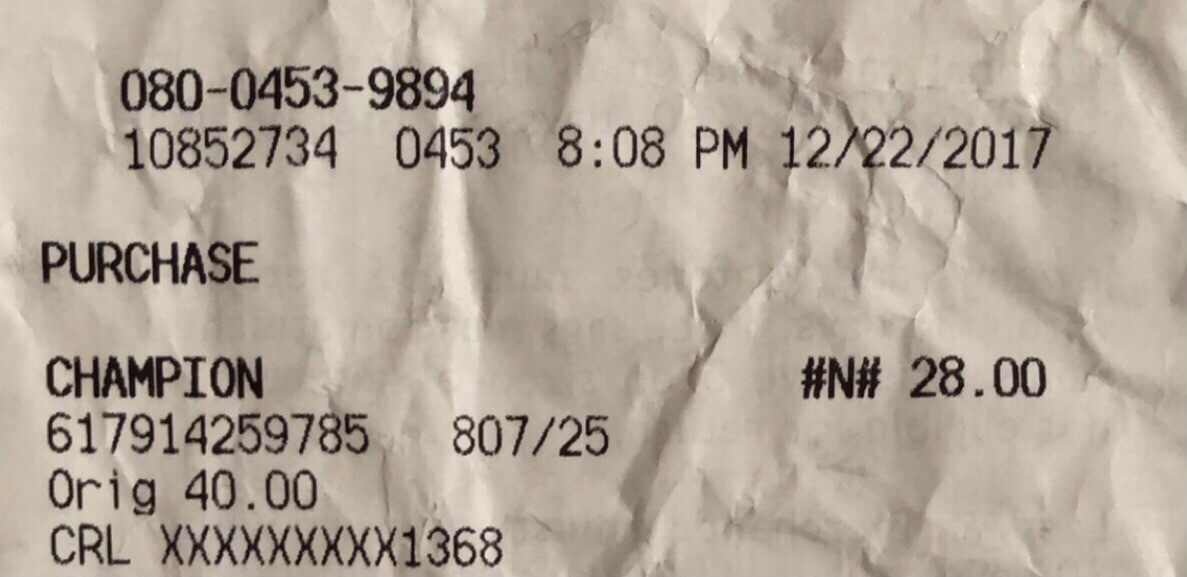 080-0453-9894
10852734 0453 8:08 PM 12/22/2017
PURCHASE
CHAMPION #N# 28.00
617914259785 807/25
Orig 40.00
CRL XXXXXXXXX1368